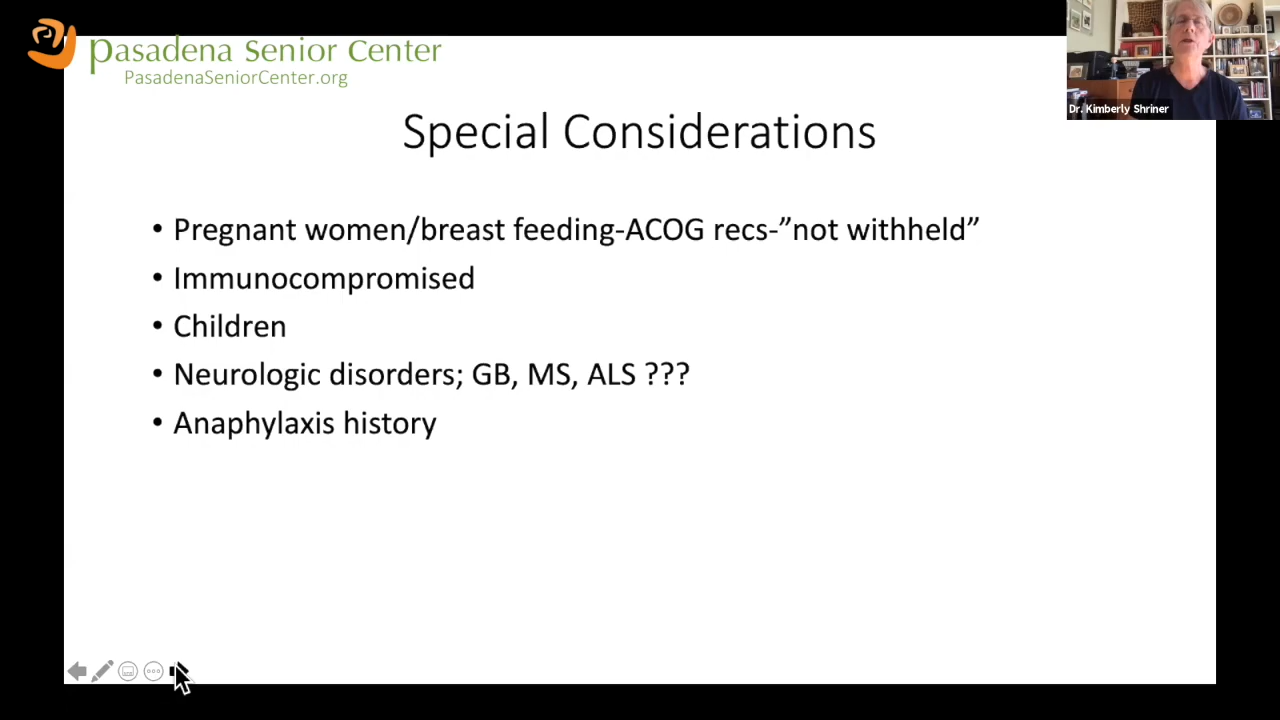 Pasadena Senior Center
PasadenaSeniorCenter.org
Dr. Kimberly Shriner
Special Considerations
• Pregnant women/breast feeding-ACOG recs-”not withheld”
• Immunocompromised
• Children
• Neurologic disorders; GB, MS, ALS ???
• Anaphylaxis history